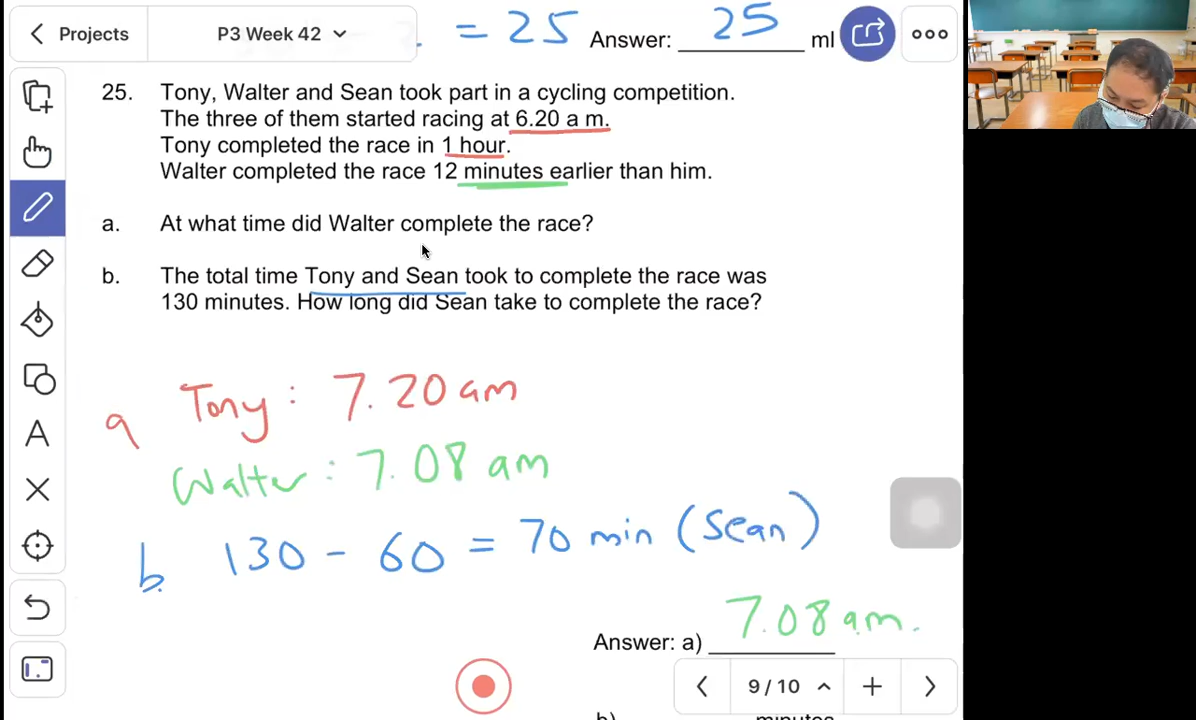 Projects
P3 Week 42
= 25
Answer: 25 ml
25. Tony, Walter and Sean took part in a cycling competition.
The three of them started racing at 6.20 a m.
Tony completed the race in 1 hour.
Walter completed the race 12 minutes earlier than him.
a. At what time did Walter complete the race?
b. The total time Tony and Sean took to complete the race was
130 minutes. How long did Sean take to complete the race?
a Tony : 7.20 am
Walter : 7.08 am
b. 130 - 60 = 70 min (Sean)
Answer: a) 7.08 a.m.
9 / 10
b) minutes